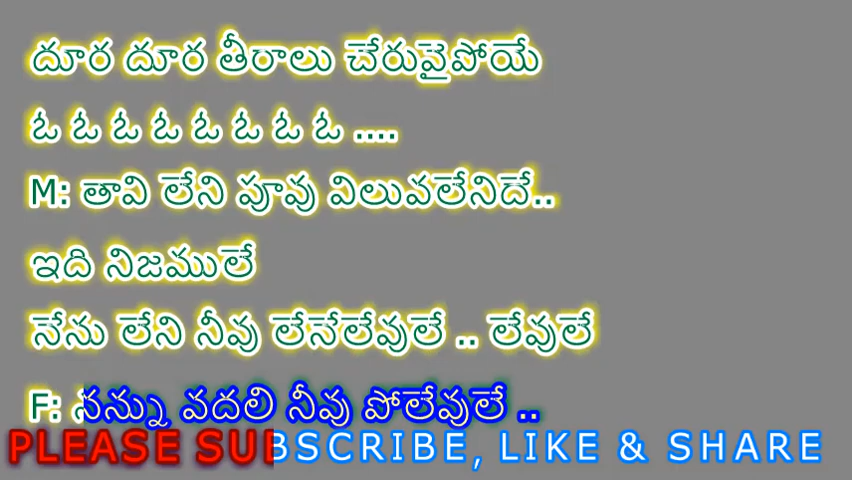 దూర దూర తీరాలు చేరువైపోయే
ఓ ఓ ఓ ఓ ఓ ఓ ఓ ఓ ....
M: తావి లేని పూవు విలువలేనిదే..
ఇది నిజములే
నేను లేని నీవు లేనేలేవులే .. లేవులే
F: నన్ను వదలి నీవు పోలేవులే ..
PLEASE SUBSCRIBE, LIKE & SHARE